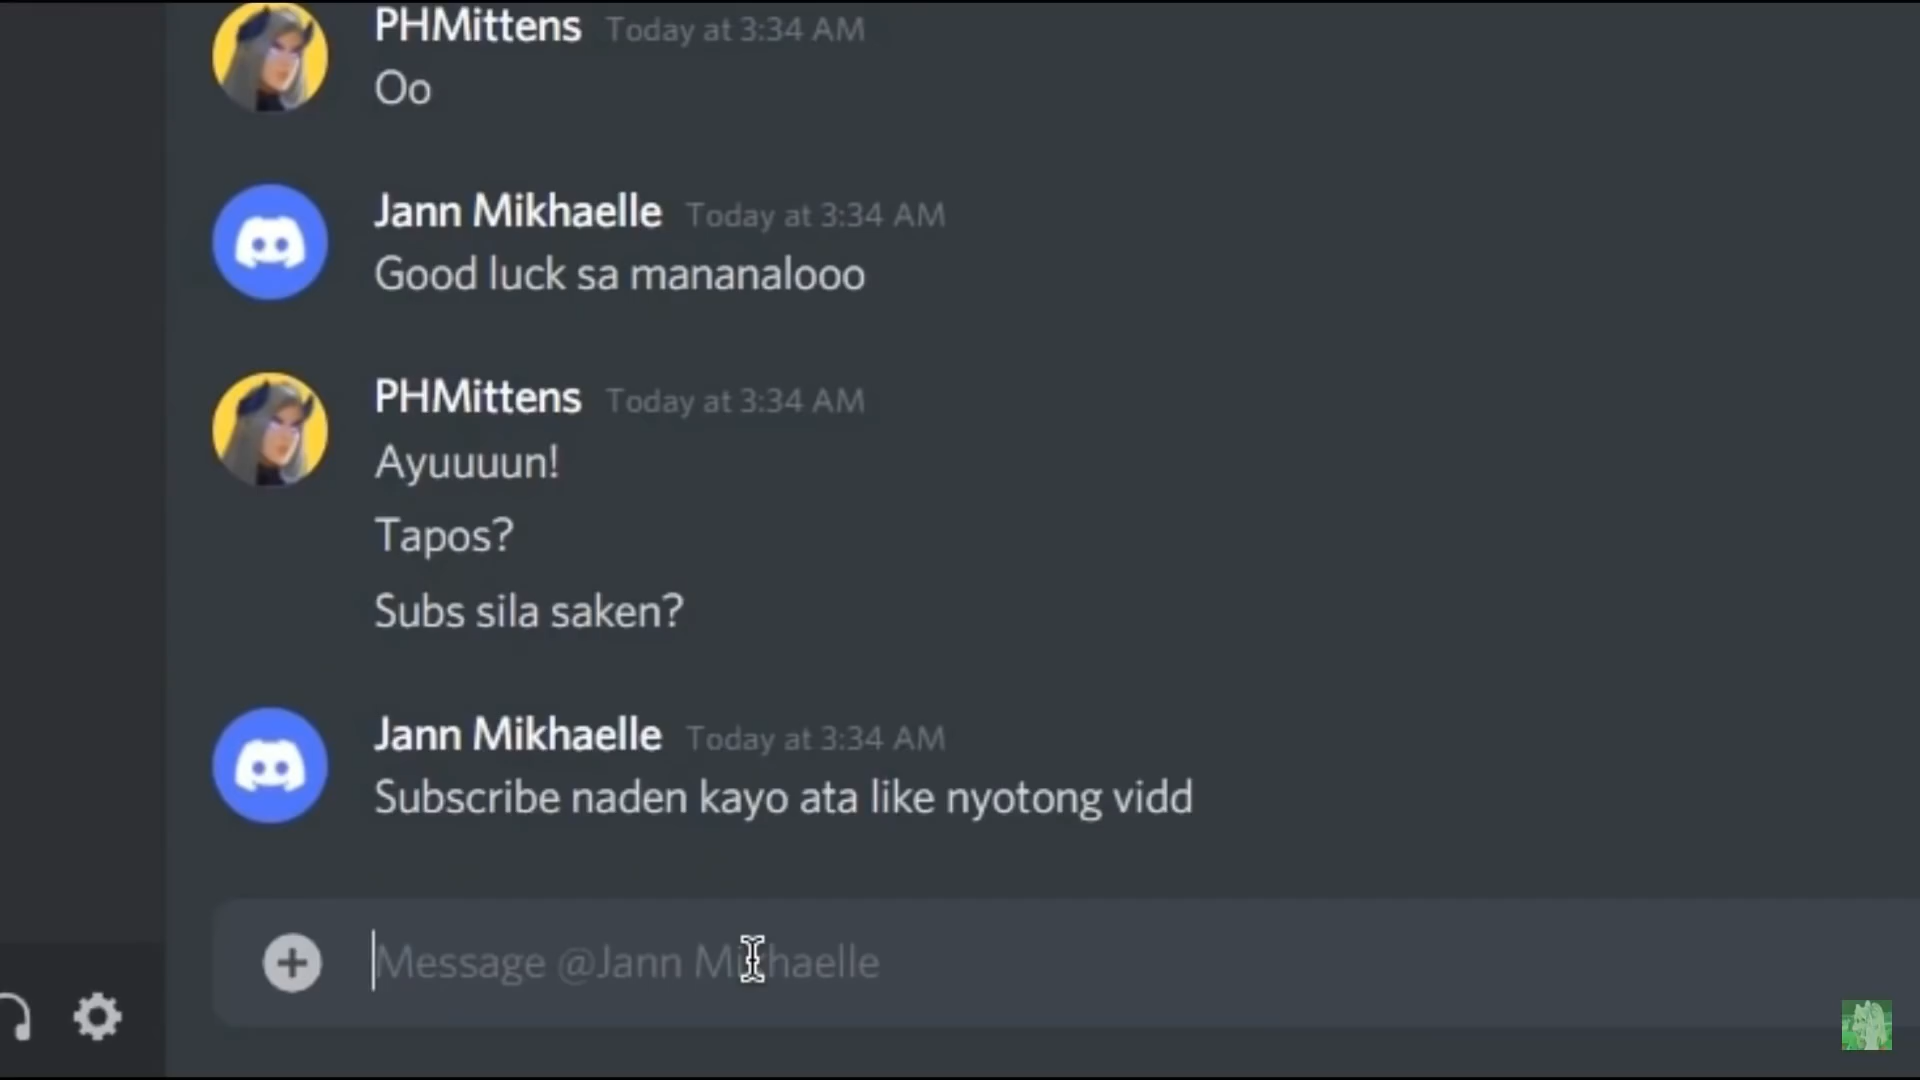 PHMittens Today at 3:34 AM
Oo
Jann Mikhaelle Today at 3:34 AM
Good luck sa mananalooo
PHMittens Today at 3:34 AM
Ayuuuun!
Tapos?
Subs sila saken?
Jann Mikhaelle Today at 3:34 AM
Subscribe naden kayo ata like nyotong vidd
Message @Jann Mikhaelle